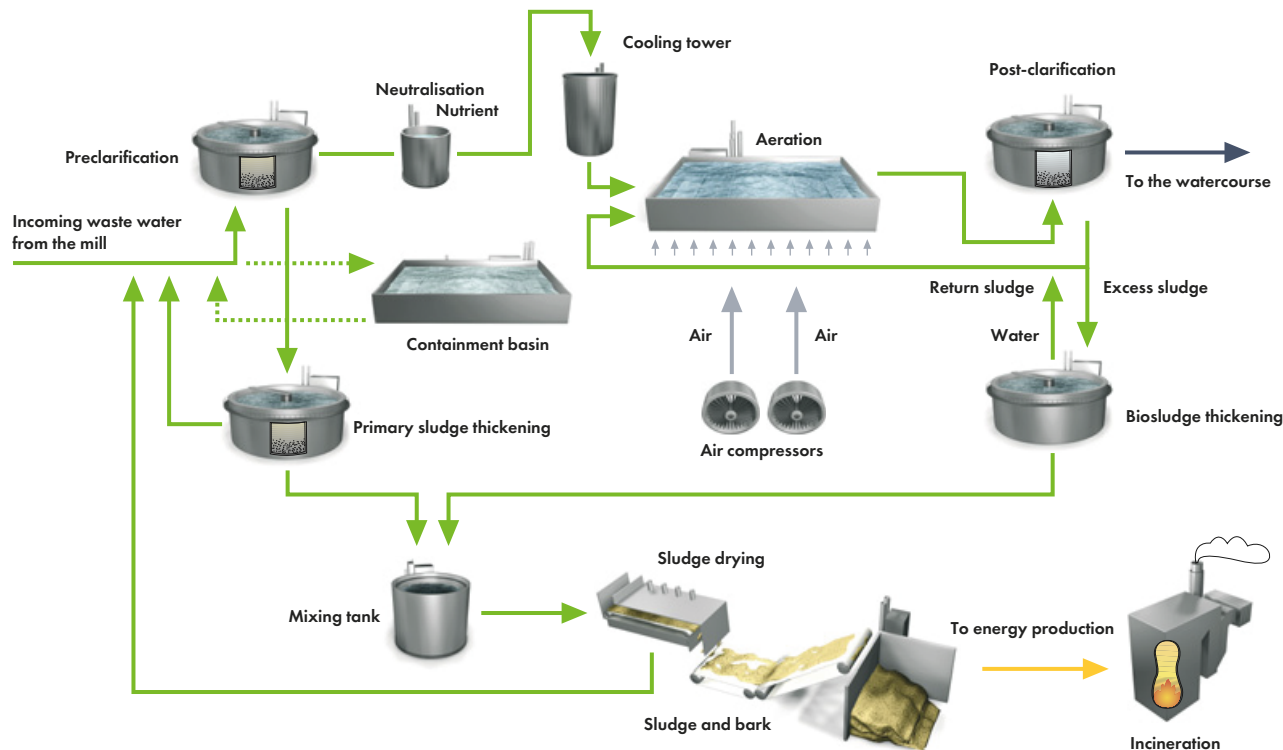 Cooling tower
Post-clarification
Neutralisation
Nutrient
Aeration
Preclarification
To the watercourse
Incoming waste water
from the mill
Return sludge
Excess sludge
Containment basin
Air
Air
Water
Primary sludge thickening
Air compressors
Biosludge thickening
Sludge drying
Mixing tank
To energy production
Sludge and bark
Incineration